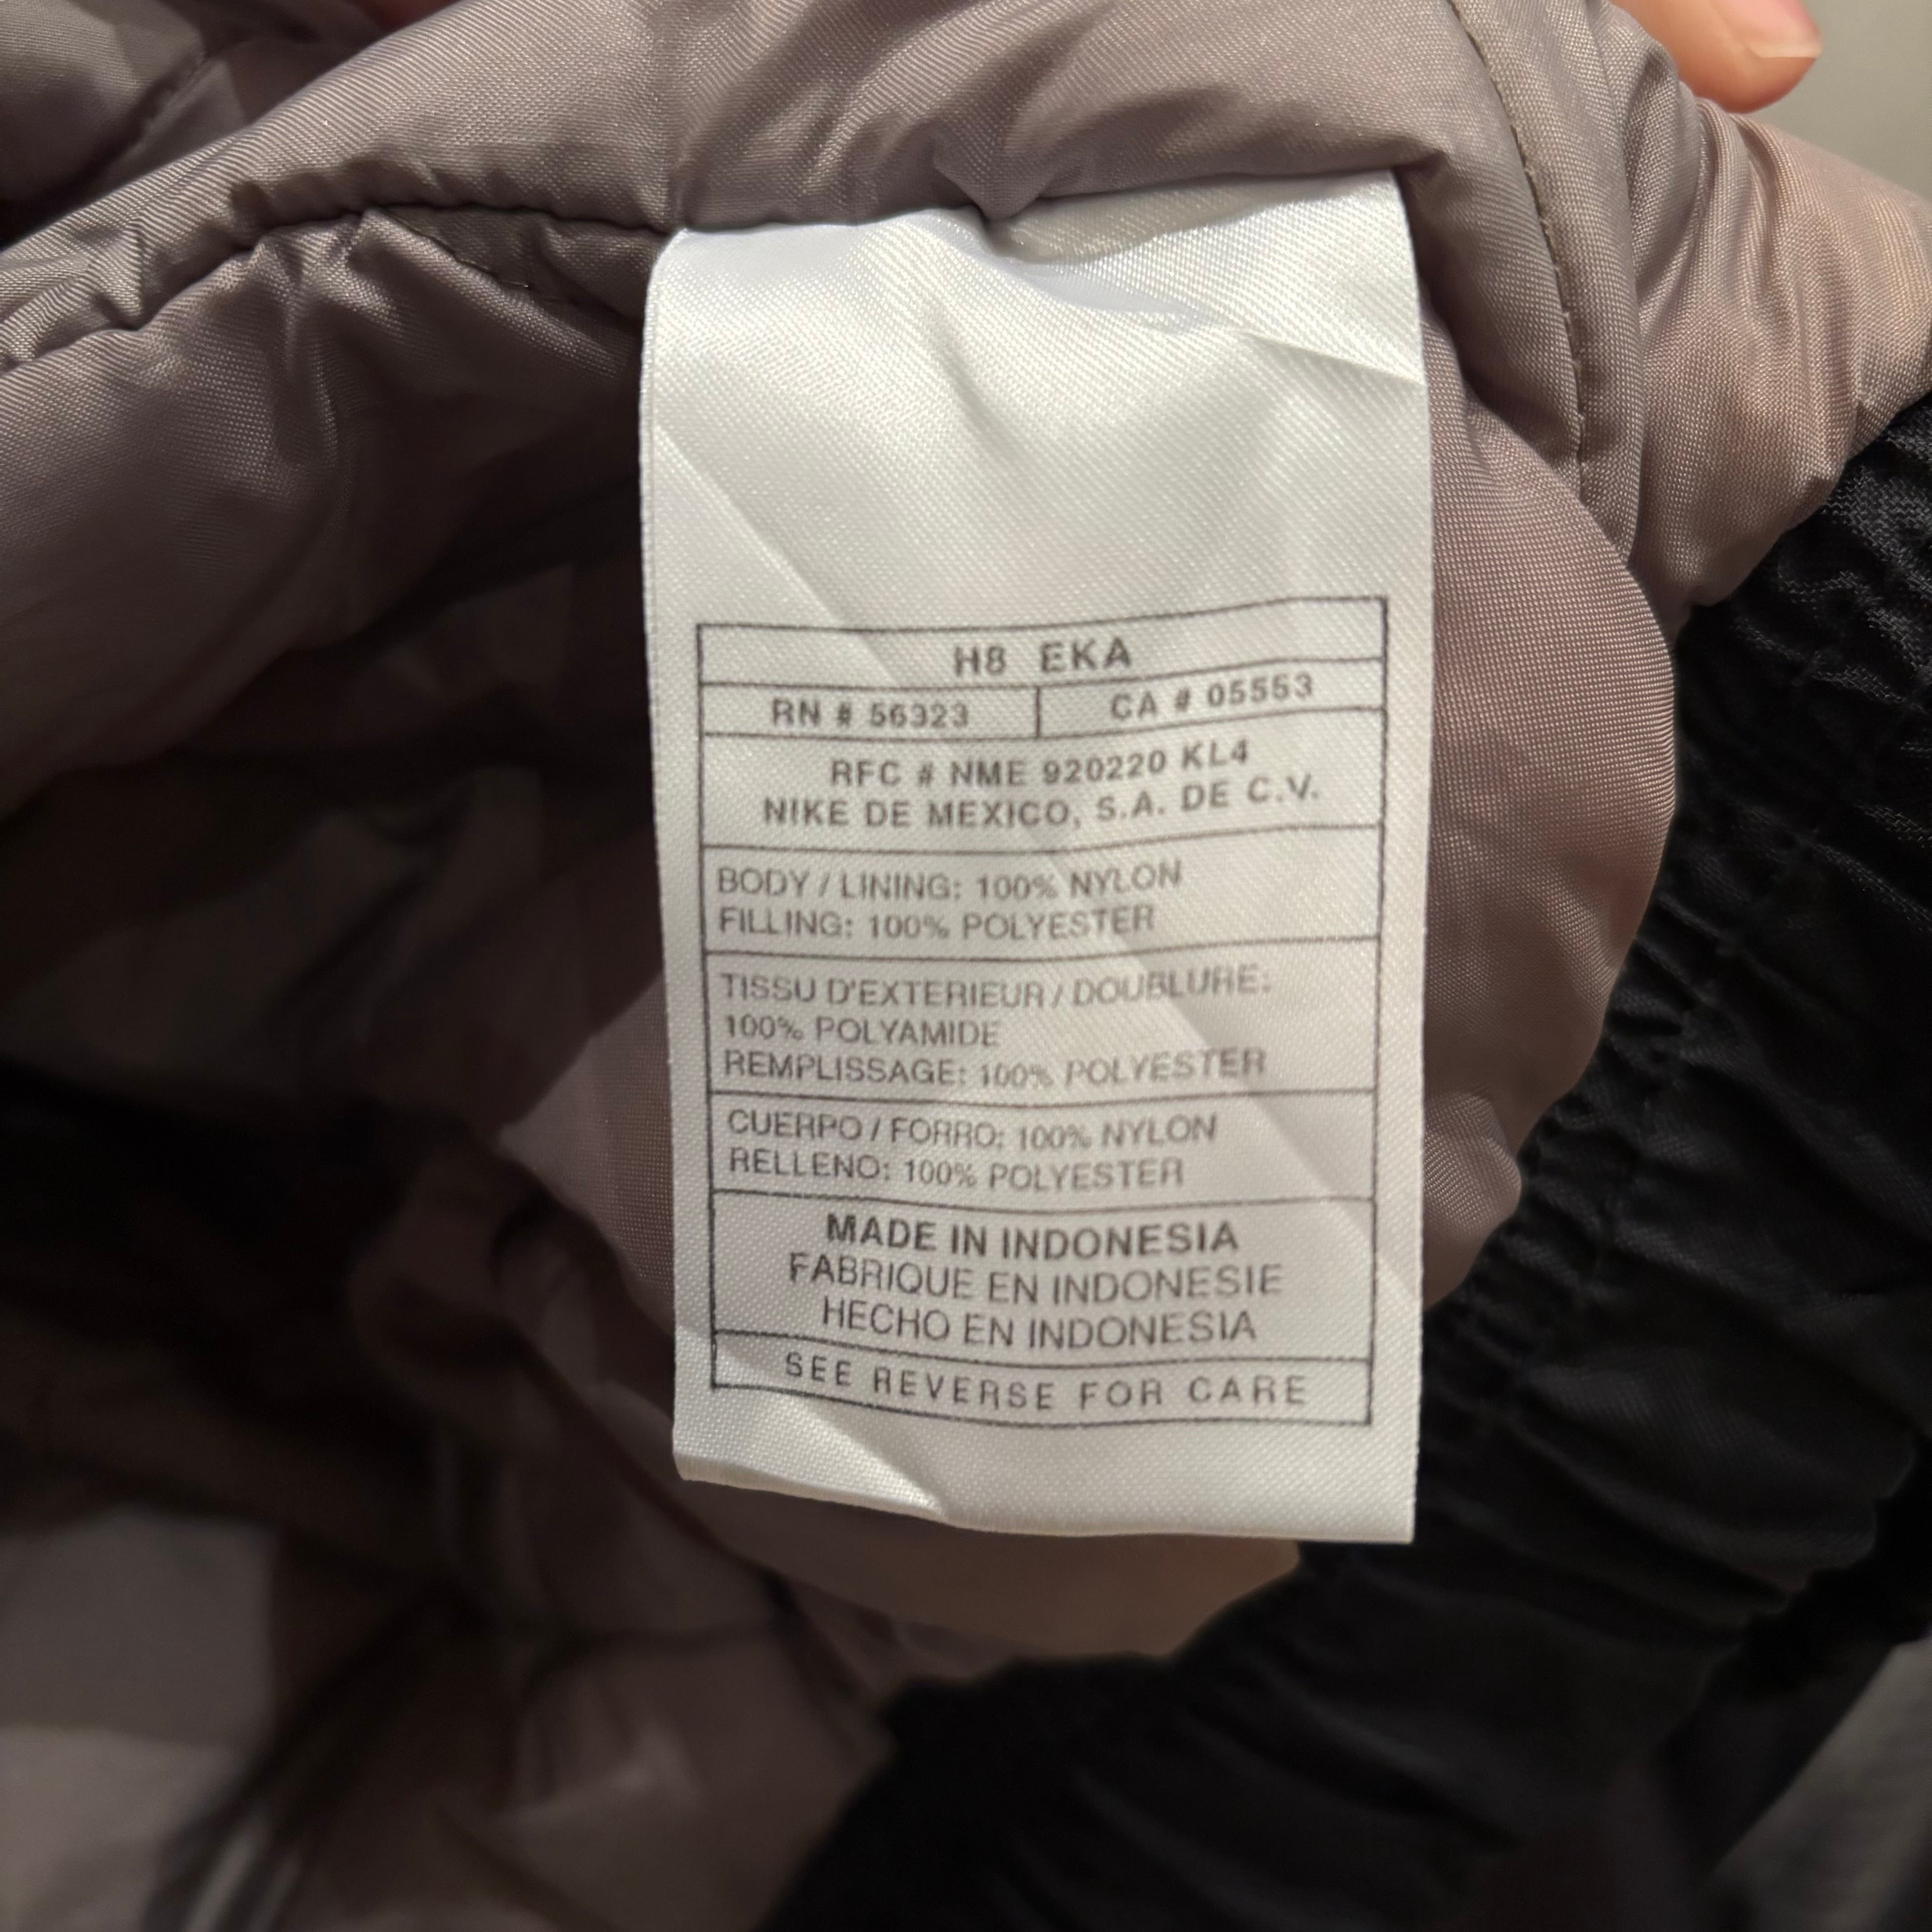 H8 EKA
RN # 56323 CA # 05553
RFC # NME 920220 KL4
NIKE DE MEXICO, S.A. DE C.V.
BODY / LINING: 100% NYLON
FILLING: 100% POLYESTER
TISSU D'EXTERIEUR / DOUBLURE:
100% POLYAMIDE
REMPLISSAGE: 100% POLYESTER
CUERPO / FORRO: 100% NYLON
RELLENO: 100% POLYESTER
MADE IN INDONESIA
FABRIQUE EN INDONESIE
HECHO EN INDONESIA
SEE REVERSE FOR CARE